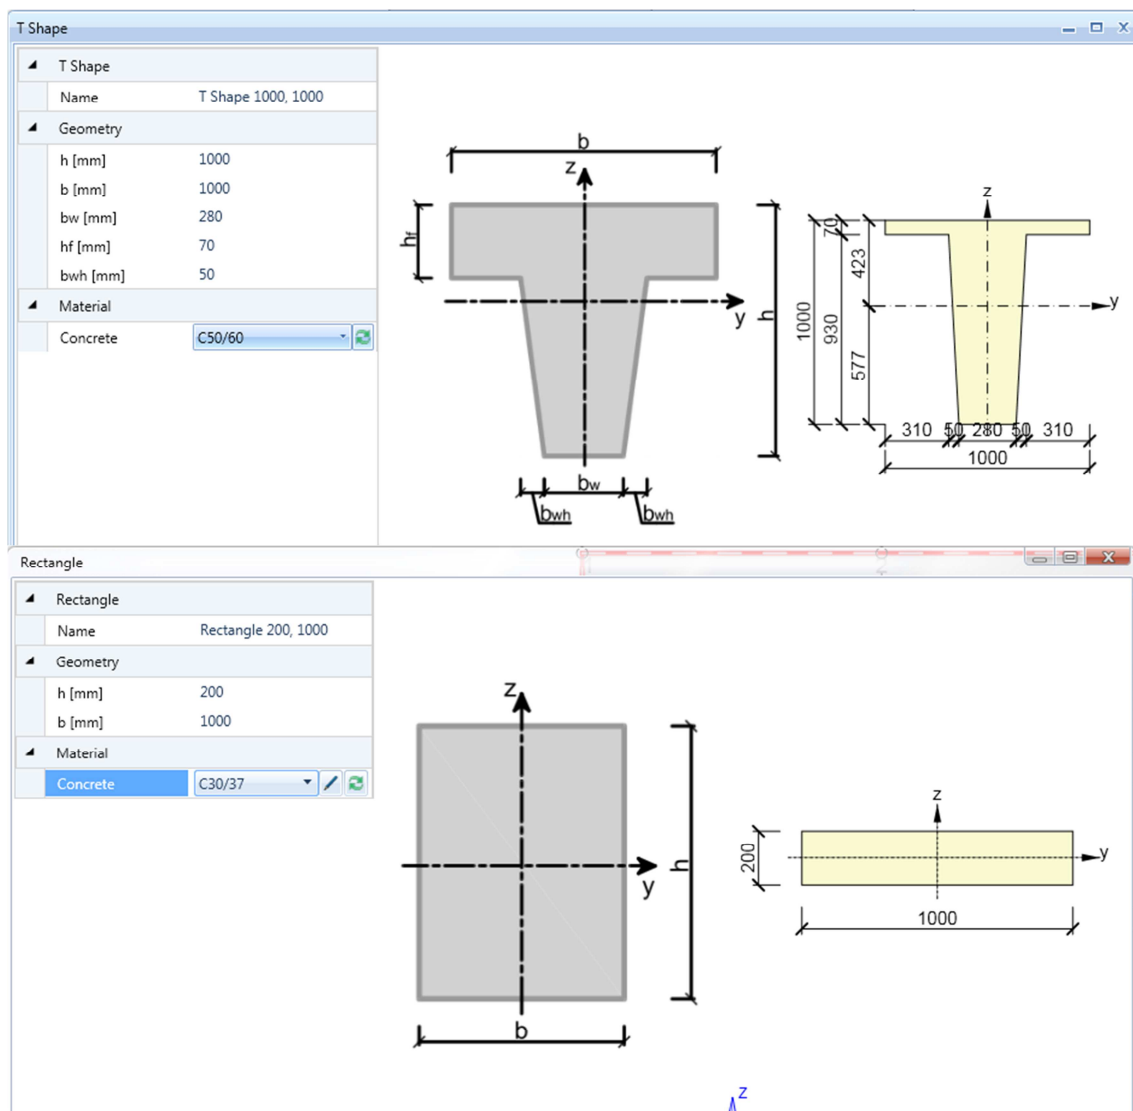 T Shape
T Shape
Name T Shape 1000, 1000
Geometry
h [mm] 1000
b [mm] 1000
bw [mm] 280
hf [mm] 70
bwh [mm] 50
Material
Concrete C50/60
b
z
hf
y
h
bw
bwh bwh
z
70
423
y
1000
930
577
310 50 280 50 310
1000
Rectangle
Rectangle
Name Rectangle 200, 1000
Geometry
h [mm] 200
b [mm] 1000
Material
Concrete C30/37
z
y
h
b
z
200
y
1000
z